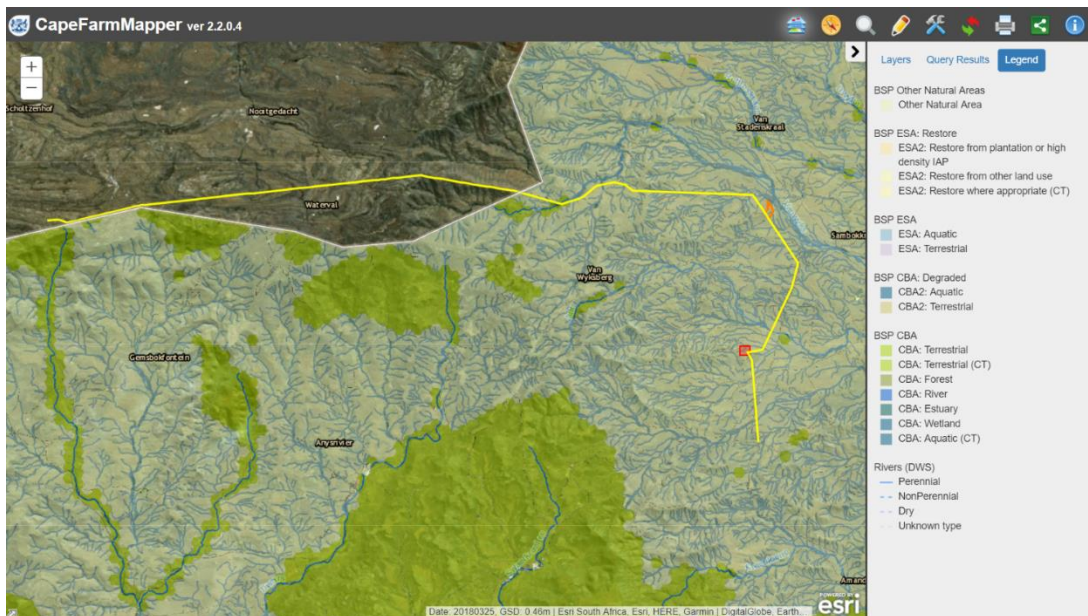 CapeFarmMapper ver 2.2.0.4
+
−
Scholtzenhof
Nooitgedacht
Van
Stadenskraal
Waterval
Van
Wyksberg
Gemsbokfontein
Anysrivier
Layers Query Results Legend
BSP Other Natural Areas
Other Natural Area
BSP ESA: Restore
ESA2: Restore from plantation or high
density IAP
ESA2: Restore from other land use
ESA2: Restore where appropriate (CT)
BSP ESA
ESA: Aquatic
ESA: Terrestrial
BSP CBA: Degraded
CBA2: Aquatic
CBA2: Terrestrial
BSP CBA
CBA: Terrestrial
CBA: Terrestrial (CT)
CBA: Forest
CBA: River
CBA: Estuary
CBA: Wetland
CBA: Aquatic (CT)
Rivers (DWS)
Perennial
NonPerennial
Dry
Unknown type
Date: 20180325, GSD: 0.46m | Esri South Africa, Esri, HERE, Garmin | DigitalGlobe, Earth...
POWERED BY
esri